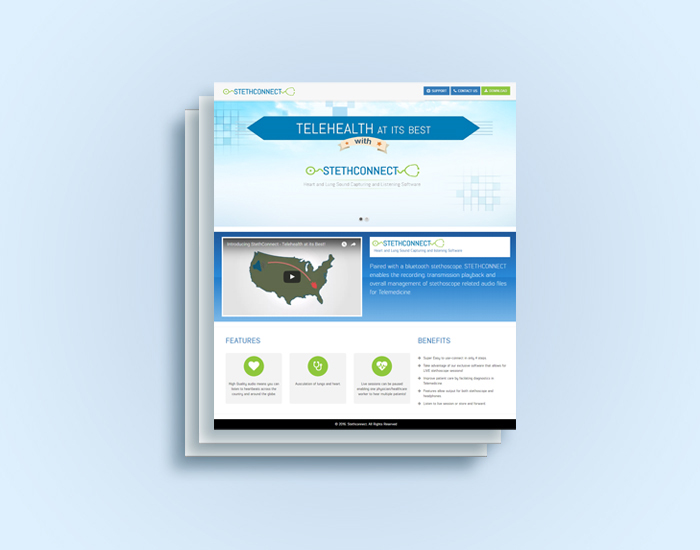 STETHCONNECT
SUPPORT CONTACT US DOWNLOAD
TELEHEALTH AT ITS BEST
with
STETHCONNECT
Heart and Lung Sound Capturing and Listening Software
Introducing StethConnect - Telehealth at its Best!
STETHCONNECT
Heart and Lung Sound Capturing and Listening Software
Paired with a bluetooth stethoscope, STETHCONNECT
enables the recording, transmission playback and
overall management of stethoscope related audio files
for Telemedicine
FEATURES
High Quality audio means you can
listen to heartbeats across the
country and around the globe
Auscultation of lungs and heart
Live sessions can be paused
enabling one physician/healthcare
worker to hear multiple patients!
BENEFITS
Super Easy to use-connect in only 4 steps
Take advantage of our exclusive software that allows for
LIVE stethoscope sessions!
Improve patient care by facilitating diagnostics in
Telemedicine
Features allow output for both stethoscope and
headphones
Listen to live session or store and forward
© 2016. Stethconnect. All Rights Reserved